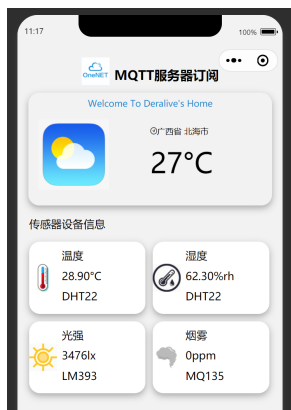 11:17
100%
OneNET
MQTT服务器订阅
Welcome To Deralive's Home
广西省 北海市
27°C
传感器设备信息
温度
28.90°C
DHT22
湿度
62.30%rh
DHT22
光强
3476lx
LM393
烟雾
0ppm
MQ135